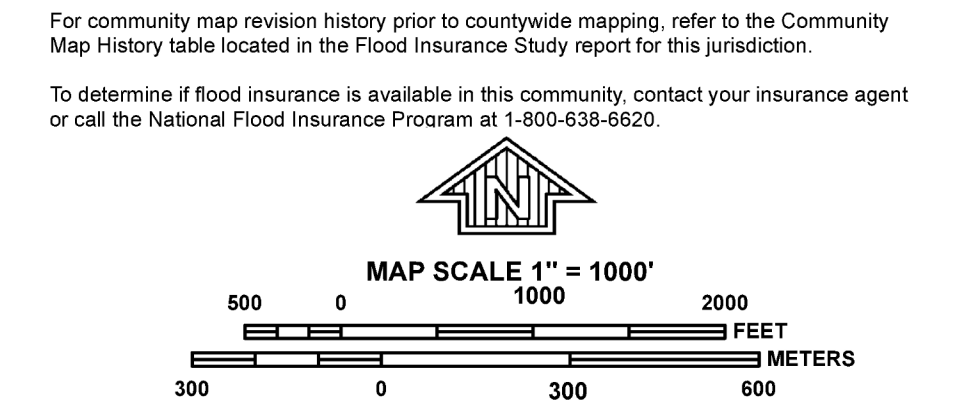 For community map revision history prior to countywide mapping, refer to the Community
Map History table located in the Flood Insurance Study report for this jurisdiction.
To determine if flood insurance is available in this community, contact your insurance agent
or call the National Flood Insurance Program at 1-800-638-6620.
N
MAP SCALE 1" = 1000'
500 0 1000 2000
FEET
METERS
300 0 300 600